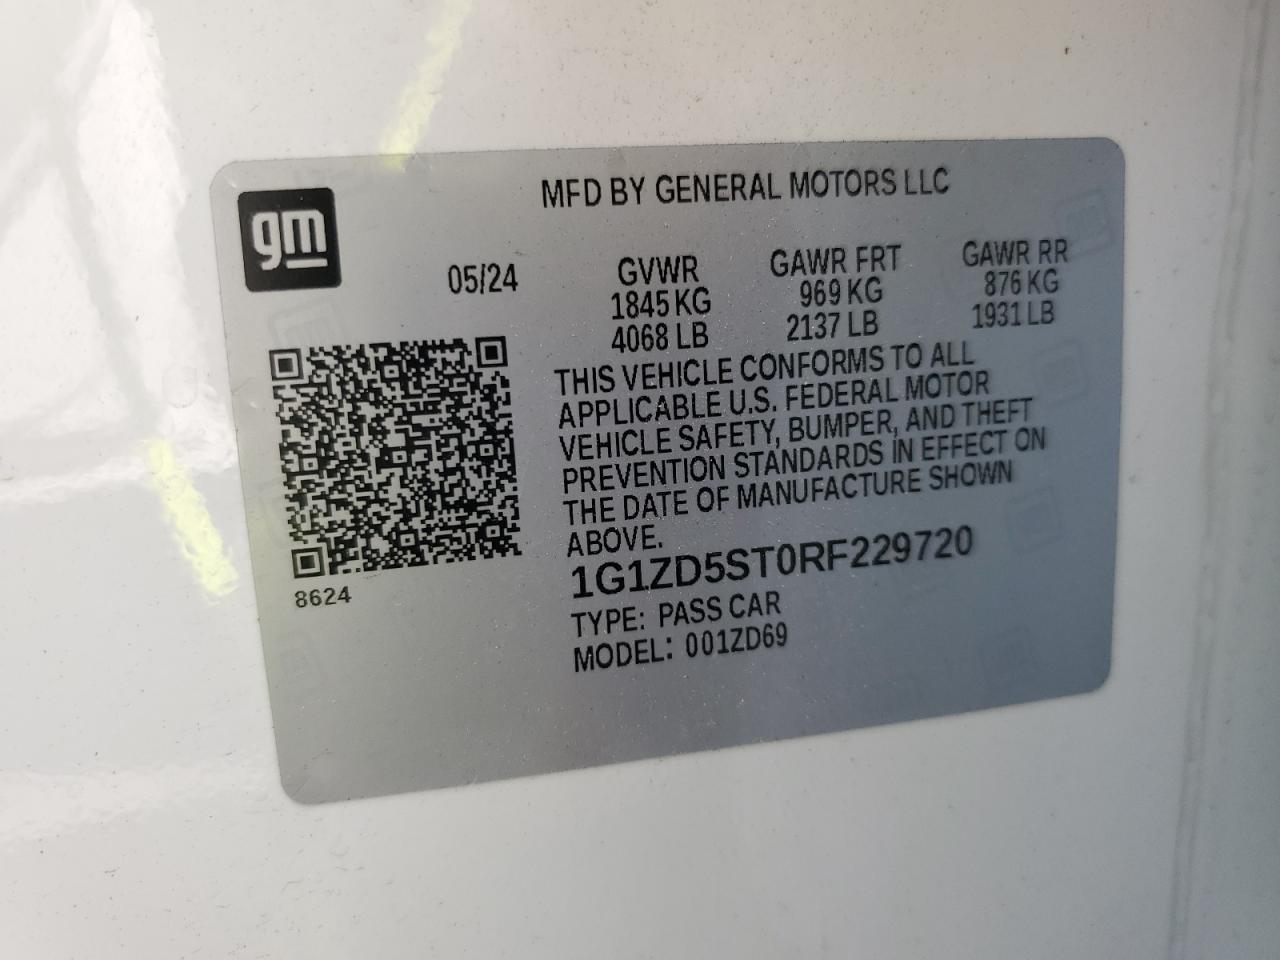 gm
MFD BY GENERAL MOTORS LLC
05/24
GVWR
1845 KG
4068 LB
GAWR FRT
969 KG
2137 LB
GAWR RR
876 KG
1931 LB
THIS VEHICLE CONFORMS TO ALL
APPLICABLE U.S. FEDERAL MOTOR
VEHICLE SAFETY, BUMPER, AND THEFT
PREVENTION STANDARDS IN EFFECT ON
THE DATE OF MANUFACTURE SHOWN
ABOVE.
8624
1G1ZD5ST0RF229720
TYPE: PASS CAR
MODEL: 001ZD69